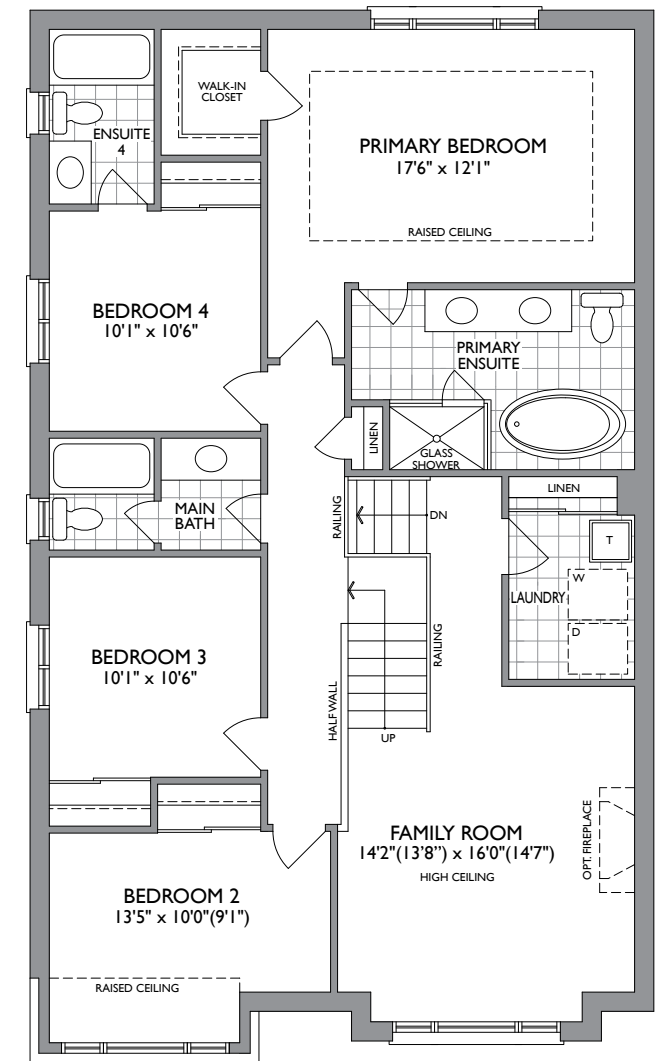 WALK-IN
CLOSET
ENSUITE
4
PRIMARY BEDROOM
17'6" x 12'1"
RAISED CEILING
BEDROOM 4
10'1" x 10'6"
PRIMARY
ENSUITE
LINEN
GLASS
SHOWER
MAIN
BATH
RAILING
DN
LINEN
T
W
LAUNDRY
D
BEDROOM 3
10'1" x 10'6"
RAILING
HALF WALL
UP
FAMILY ROOM
14'2"(13'8") x 16'0"(14'7")
HIGH CEILING
OPT. FIREPLACE
BEDROOM 2
13'5" x 10'0"(9'1")
RAISED CEILING